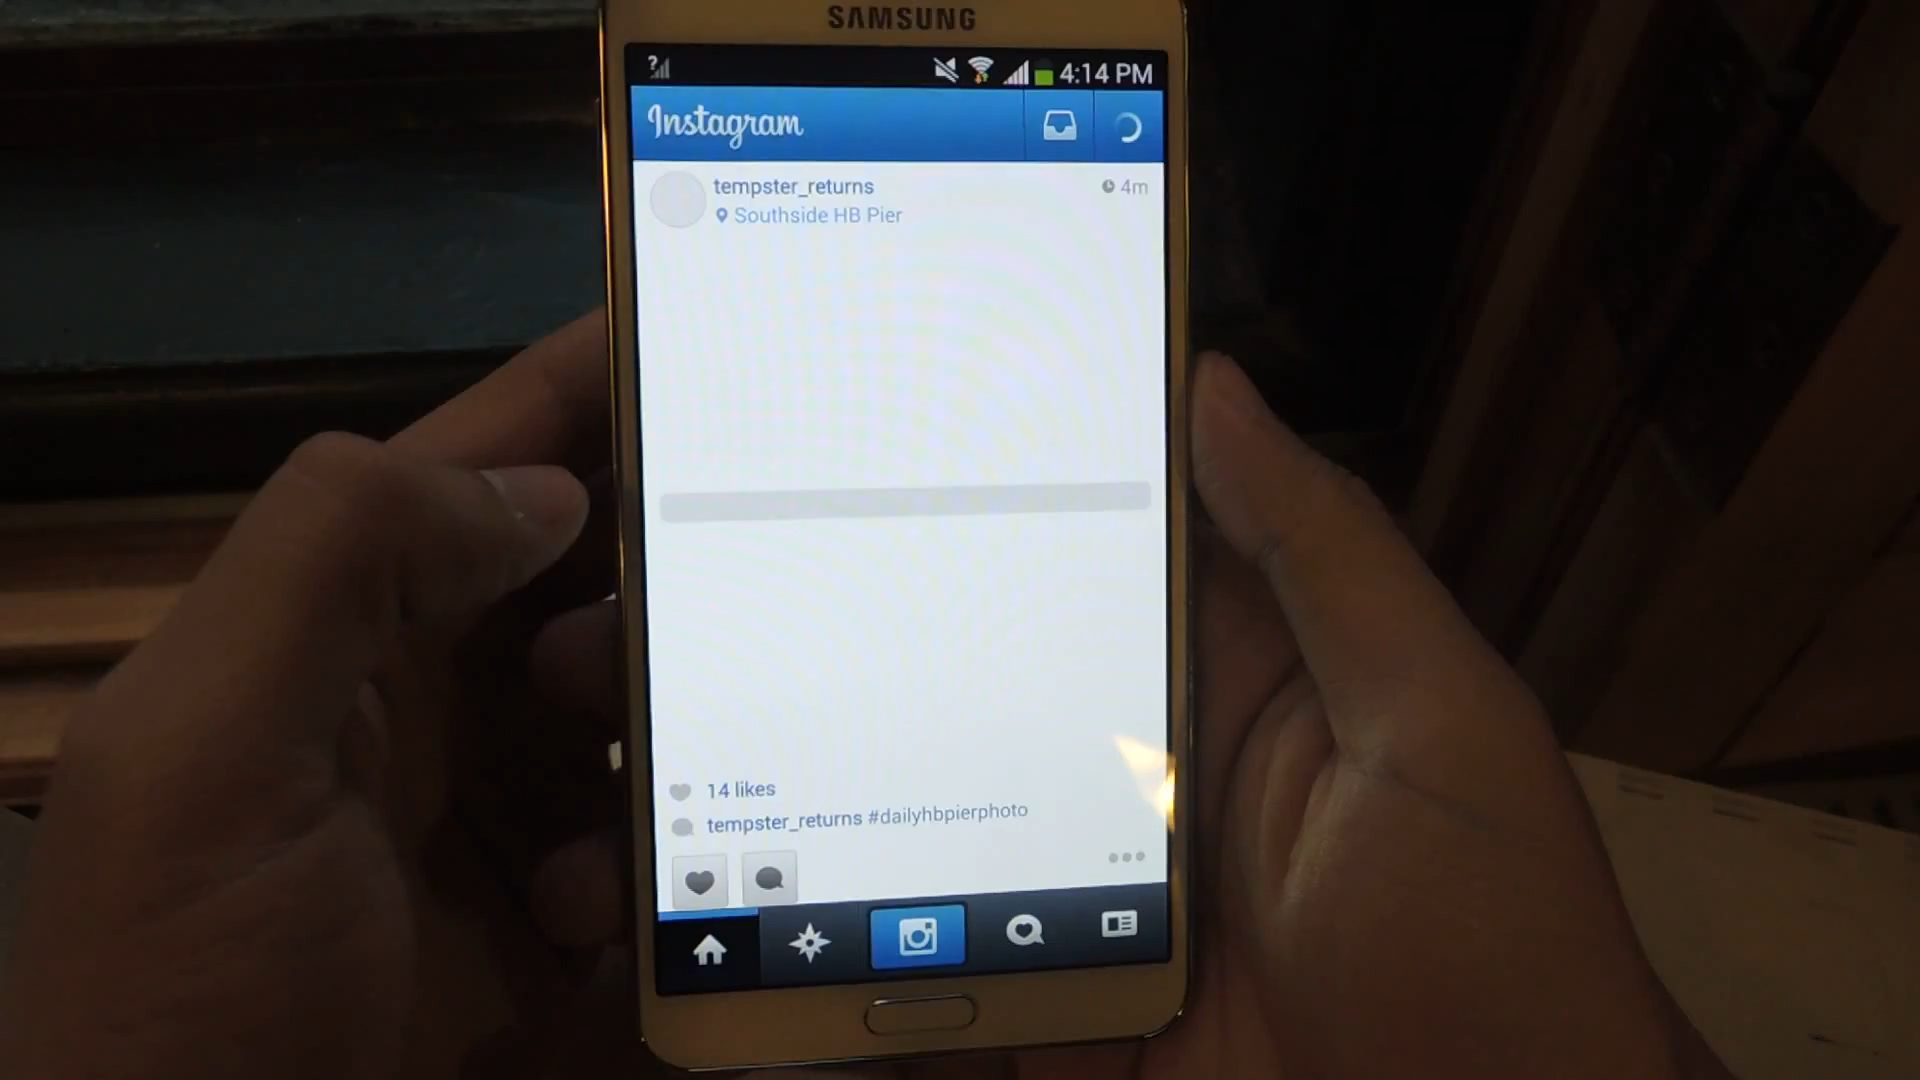 SAMSUNG
4:14 PM
Instagram
tempster_returns
4m
Southside HB Pier
14 likes
tempster_returns #dailyhbpierphoto